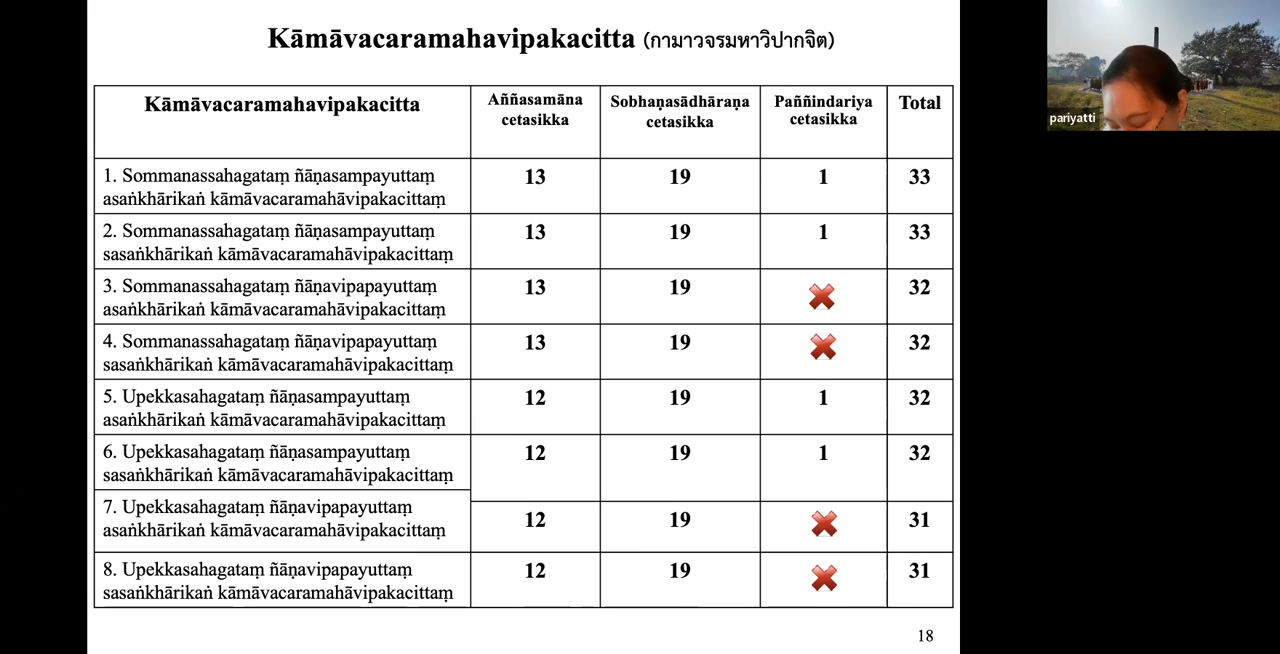 Kāmāvacaramahavipakacitta (กามาวจรมหาวิปากจิต)
pariyatti
Kāmāvacaramahavipakacitta Aññasamāna cetasikka Sobhaṇasādhāraṇa cetasikka Paññindariya cetasikka Total
1. Sommanassahagataṃ ñāṇasampayuttaṃ 13 19 1 33
asaṅkhārikaṅ kāmāvacaramahāvipakacittaṃ
2. Sommanassahagataṃ ñāṇasampayuttaṃ 13 19 1 33
sasaṅkhārikaṅ kāmāvacaramahāvipakacittaṃ
3. Sommanassahagataṃ ñāṇavipapayuttaṃ 13 19 32
asaṅkhārikaṅ kāmāvacaramahāvipakacittaṃ
4. Sommanassahagataṃ ñāṇavipapayuttaṃ 13 19 32
sasaṅkhārikaṅ kāmāvacaramahāvipakacittaṃ
5. Upekkasahagataṃ ñāṇasampayuttaṃ 12 19 1 32
asaṅkhārikaṅ kāmāvacaramahāvipakacittaṃ
6. Upekkasahagataṃ ñāṇasampayuttaṃ 12 19 1 32
sasaṅkhārikaṅ kāmāvacaramahāvipakacittaṃ
7. Upekkasahagataṃ ñāṇavipapayuttaṃ 12 19 31
asaṅkhārikaṅ kāmāvacaramahāvipakacittaṃ
8. Upekkasahagataṃ ñāṇavipapayuttaṃ 12 19 31
sasaṅkhārikaṅ kāmāvacaramahāvipakacittaṃ
18